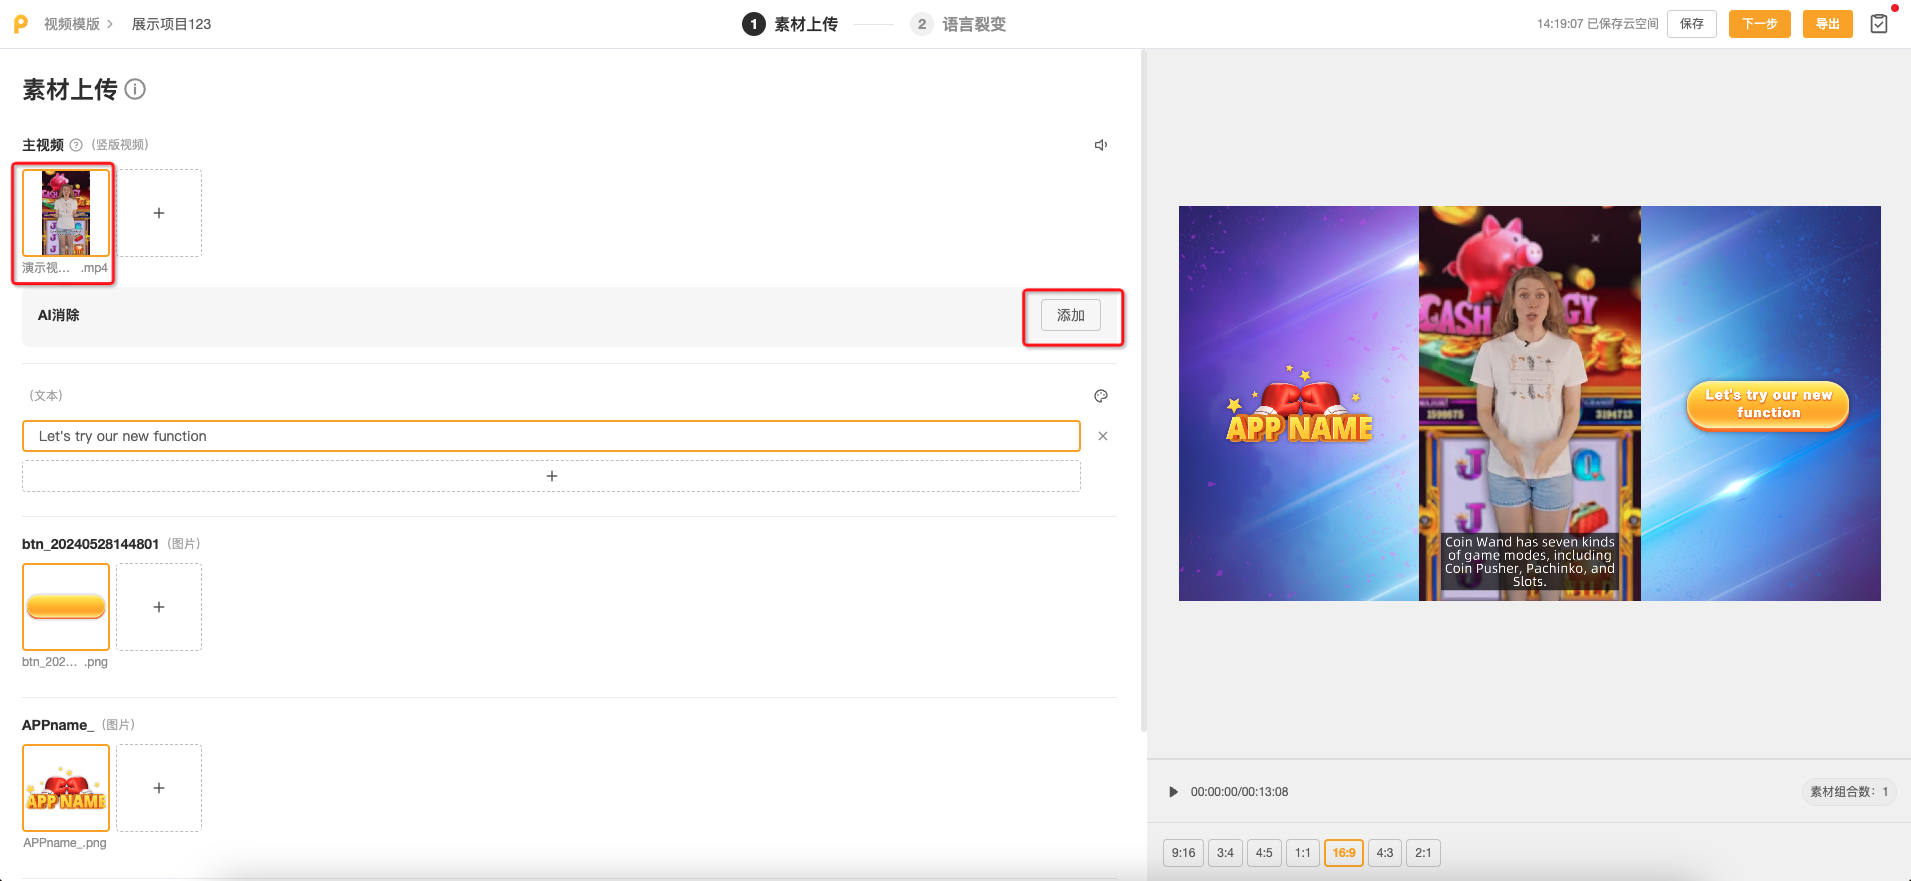 视频模版 > 展示项目123
1 素材上传
2 语言裂变
14:19:07 已保存云空间
保存
下一步
导出
素材上传
主视频 (竖版视频)
演示视... .mp4
AI消除
添加
(文本)
Let's try our new function
btn_20240528144801 (图片)
btn_202... .png
APPname_ (图片)
APP NAME
APPname_.png
APP NAME
CASH
GY
1598675
GRAND
3194713
J
J
Coin Wand has seven kinds
of game modes, including
Coin Pusher, Pachinko, and
Slots.
Let's try our new
function
00:00:00/00:13:08
素材组合数: 1
9:16
3:4
4:5
1:1
16:9
4:3
2:1